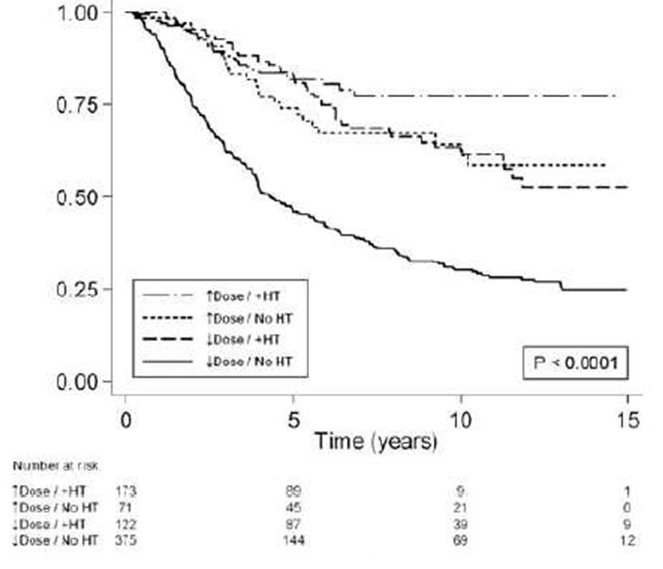 1.00
0.75
0.50
0.25
0.00
↑Dose / +HT
↑Dose / No HT
↓Dose / +HT
↓Dose / No HT
P < 0.0001
0 5 10 15
Time (years)
Number at risk
↑Dose / +HT 173 89 9 1
↑Dose / No HT 71 45 21 0
↓Dose / +HT 122 87 39 9
↓Dose / No HT 375 144 69 12